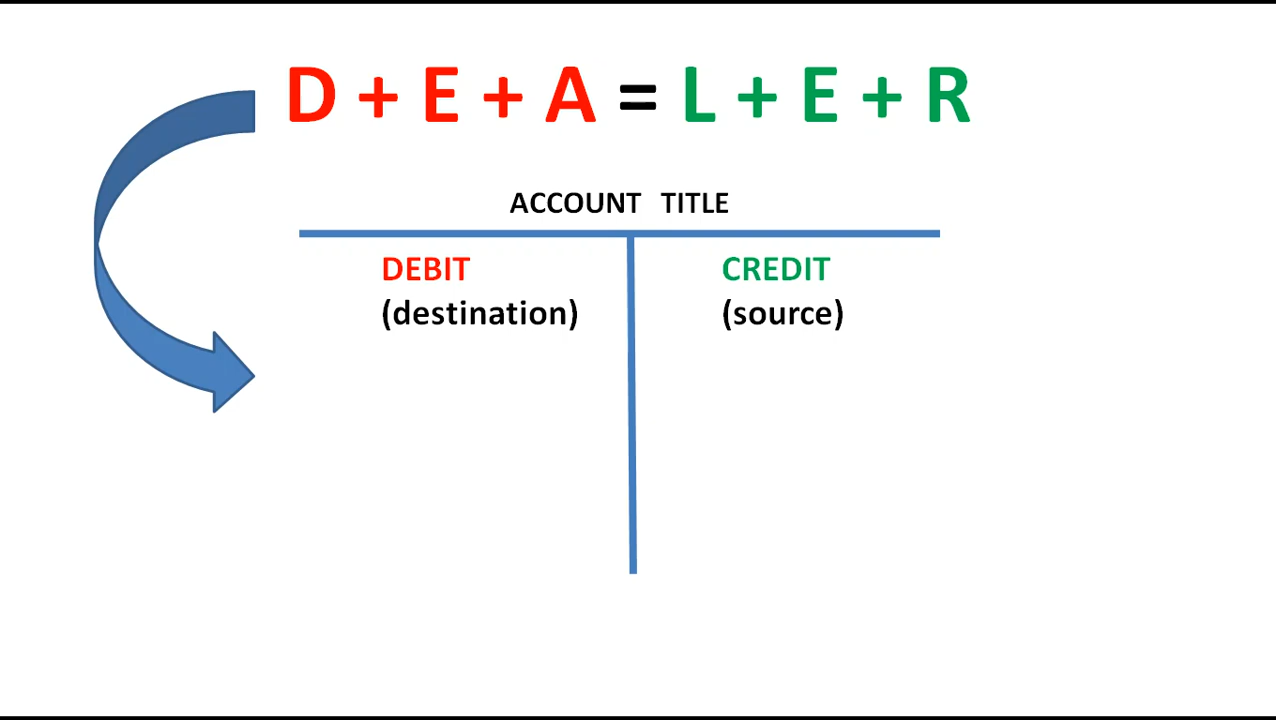 D + E + A = L + E + R
ACCOUNT TITLE
DEBIT
(destination)
CREDIT
(source)